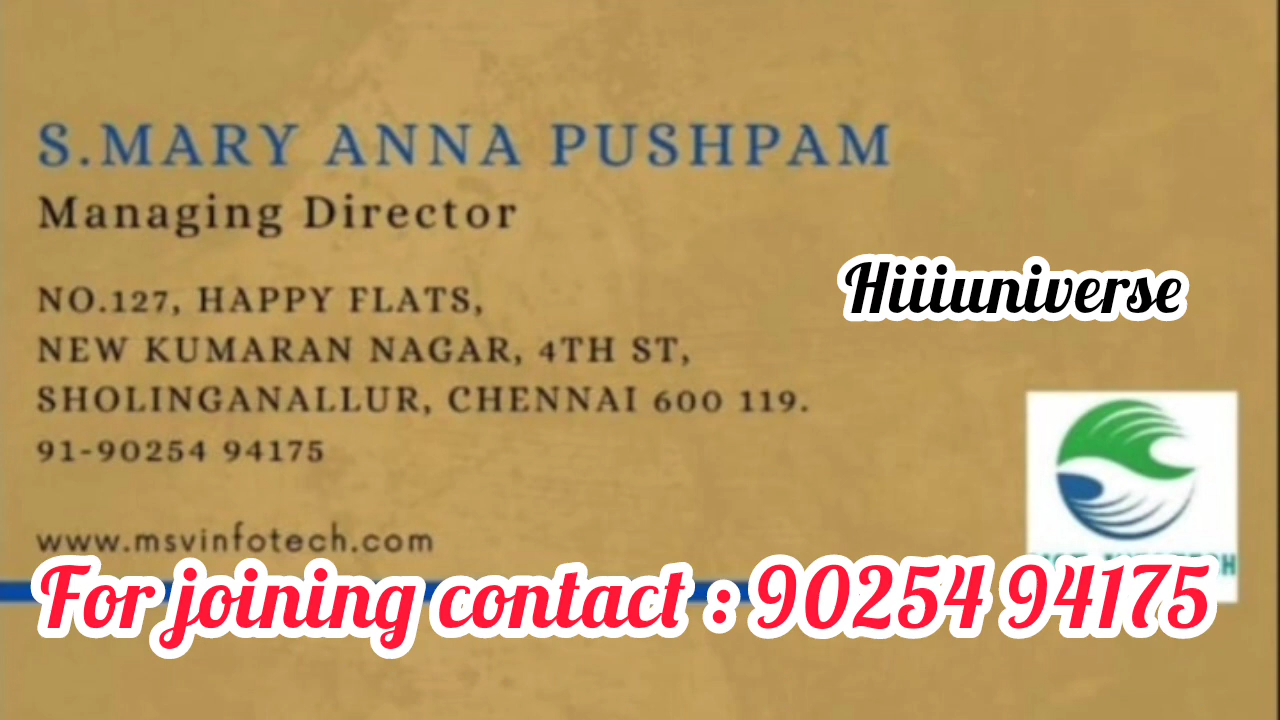 S.MARY ANNA PUSHPAM
Managing Director
Hiiiuniverse
NO.127, HAPPY FLATS,
NEW KUMARAN NAGAR, 4TH ST,
SHOLINGANALLUR, CHENNAI 600 119.
91-90254 94175
www.msvinfotech.com
For joining contact : 90254 94175